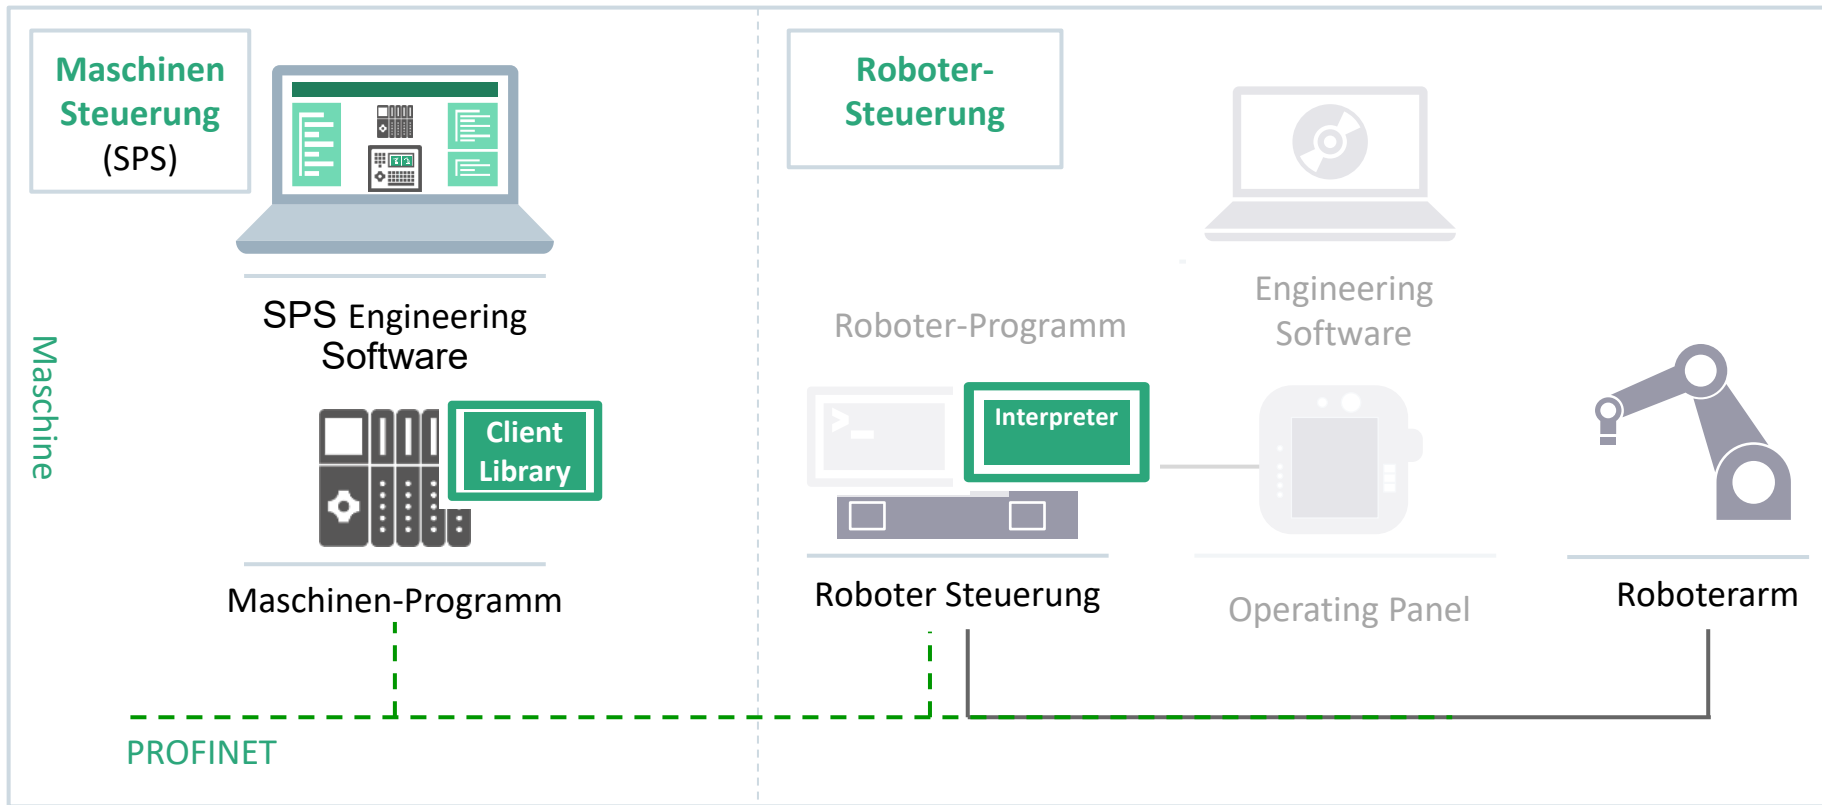 Maschinen
Steuerung
(SPS)
Roboter-
Steuerung
Maschine
SPS Engineering
Software
Client
Library
Maschinen-Programm
Roboter-Programm
>_
Interpreter
Engineering
Software
Roboter Steuerung
Operating Panel
Roboterarm
PROFINET